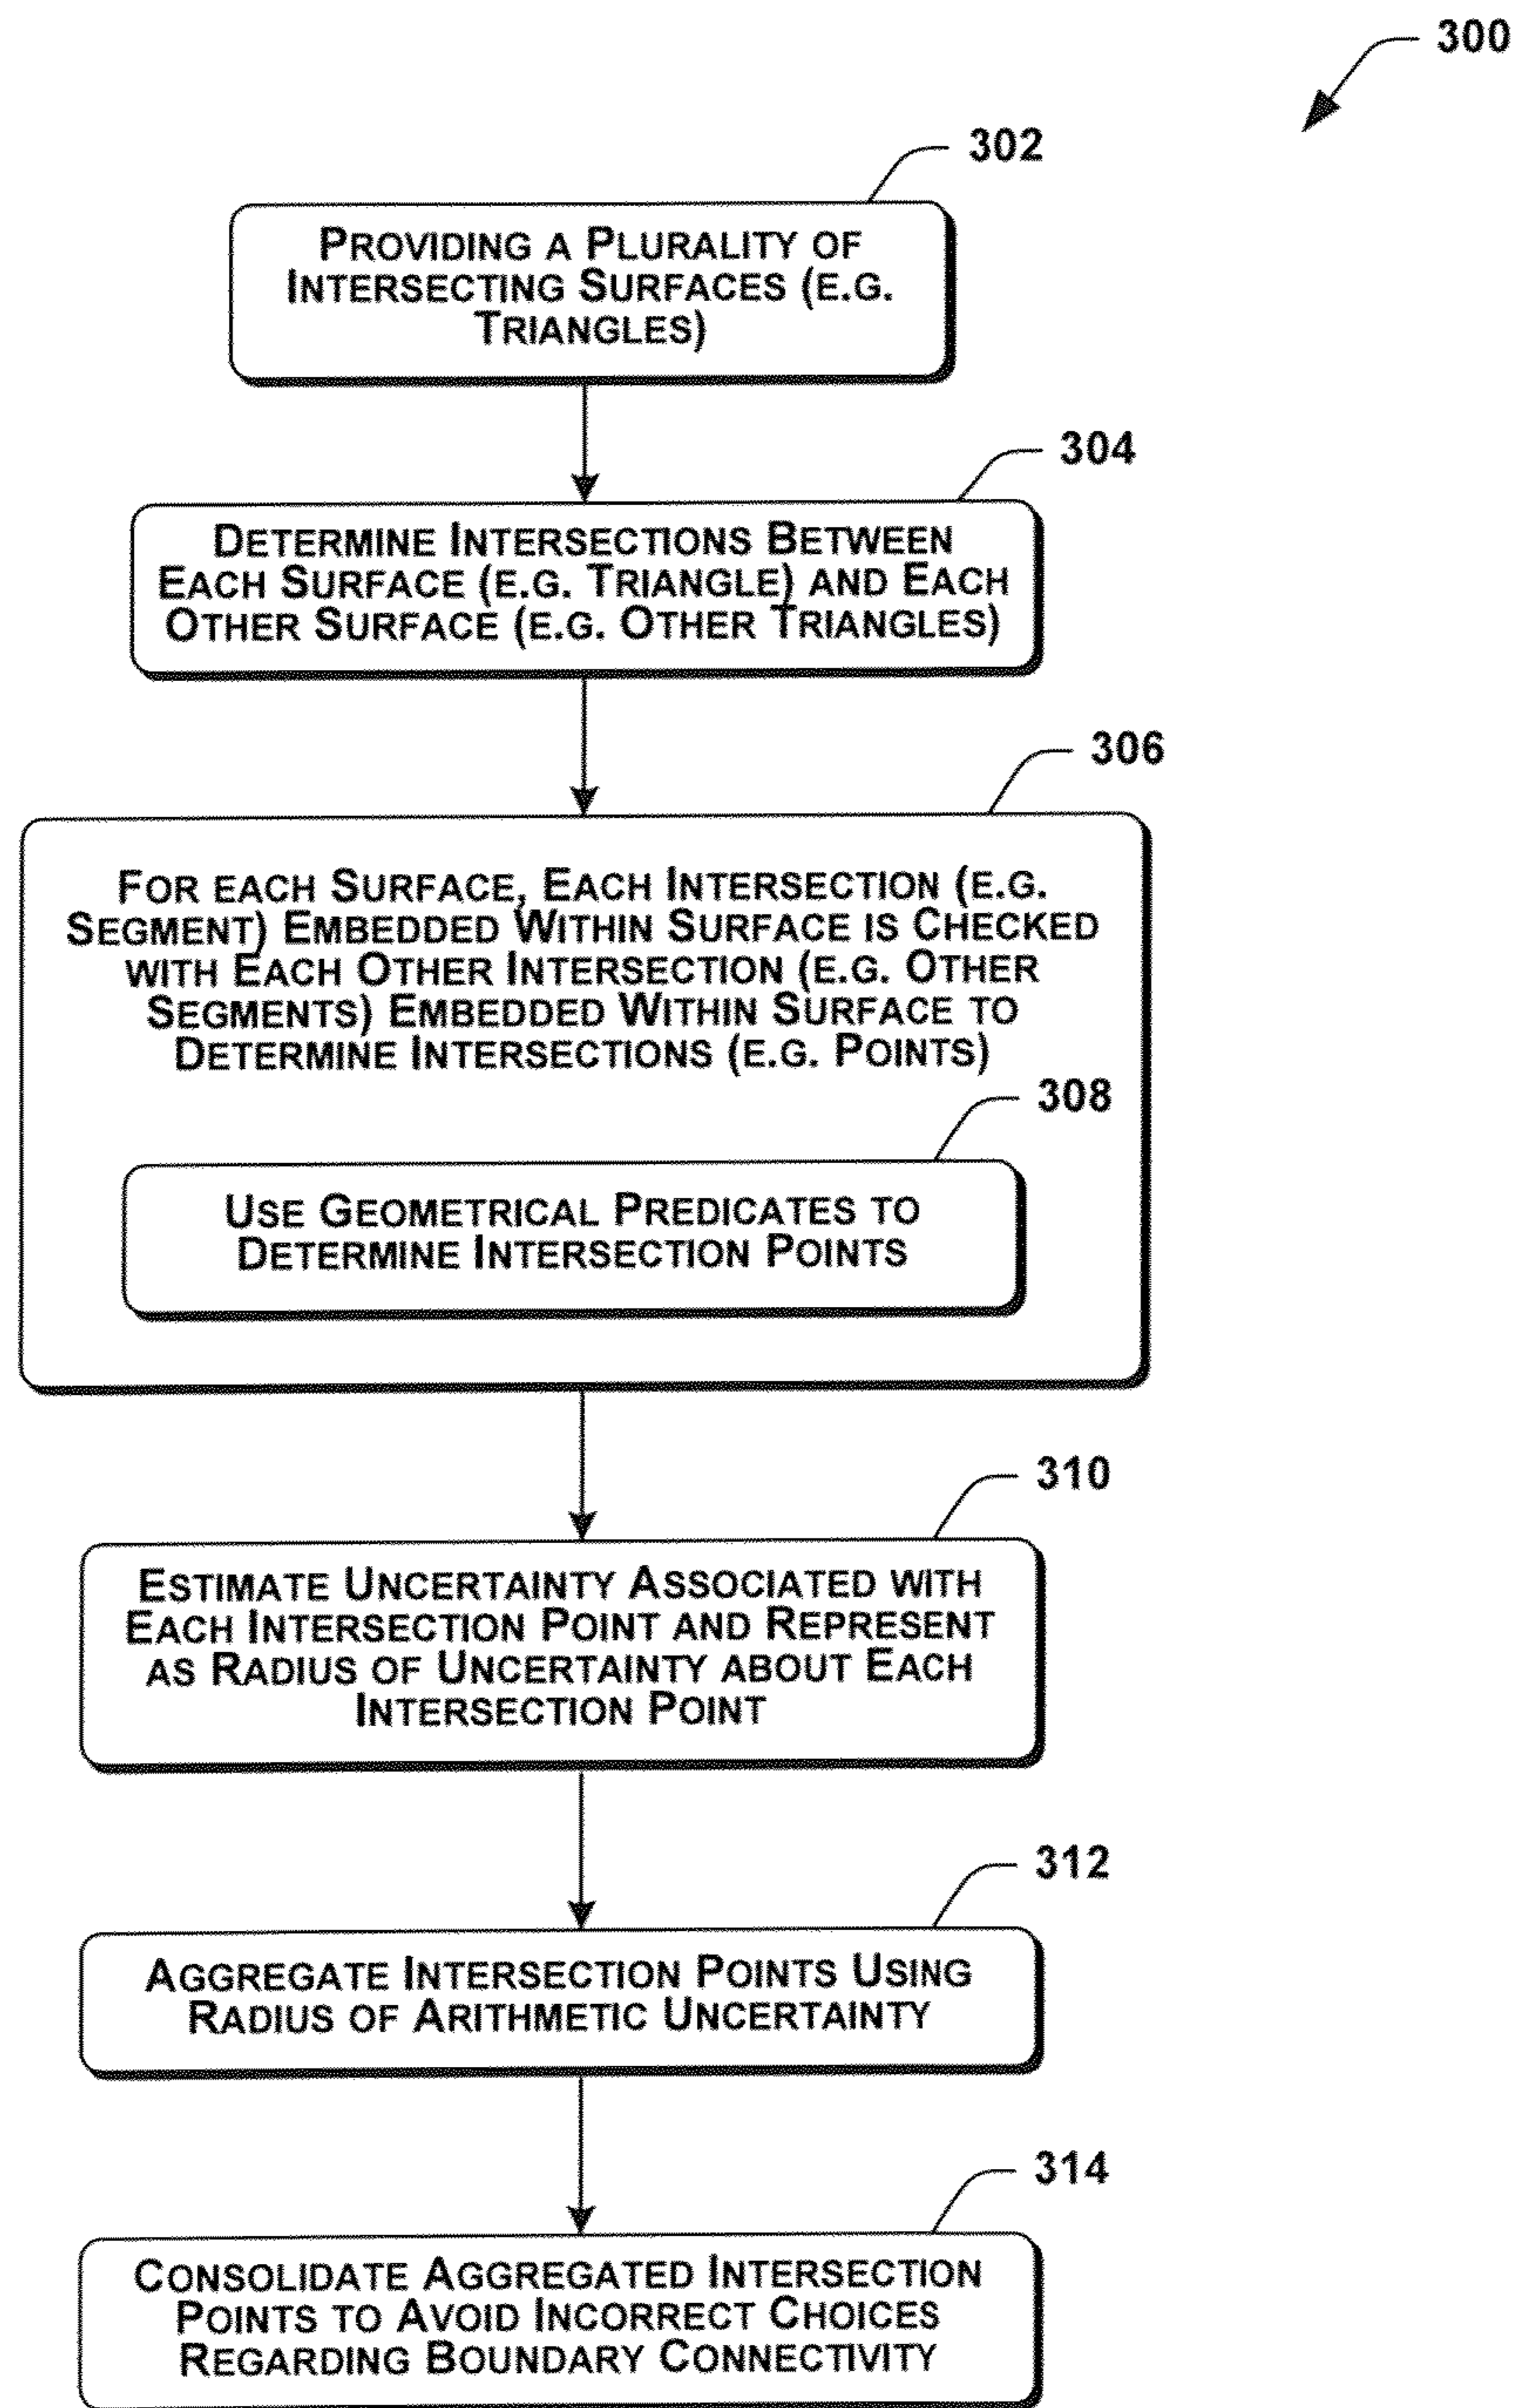 300
302
PROVIDING A PLURALITY OF
INTERSECTING SURFACES (E.G.
TRIANGLES)
304
DETERMINE INTERSECTIONS BETWEEN
EACH SURFACE (E.G. TRIANGLE) AND EACH
OTHER SURFACE (E.G. OTHER TRIANGLES)
306
FOR EACH SURFACE, EACH INTERSECTION (E.G.
SEGMENT) EMBEDDED WITHIN SURFACE IS CHECKED
WITH EACH OTHER INTERSECTION (E.G. OTHER
SEGMENTS) EMBEDDED WITHIN SURFACE TO
DETERMINE INTERSECTIONS (E.G. POINTS)
308
USE GEOMETRICAL PREDICATES TO
DETERMINE INTERSECTION POINTS
310
ESTIMATE UNCERTAINTY ASSOCIATED WITH
EACH INTERSECTION POINT AND REPRESENT
AS RADIUS OF UNCERTAINTY ABOUT EACH
INTERSECTION POINT
312
AGGREGATE INTERSECTION POINTS USING
RADIUS OF ARITHMETIC UNCERTAINTY
314
CONSOLIDATE AGGREGATED INTERSECTION
POINTS TO AVOID INCORRECT CHOICES
REGARDING BOUNDARY CONNECTIVITY